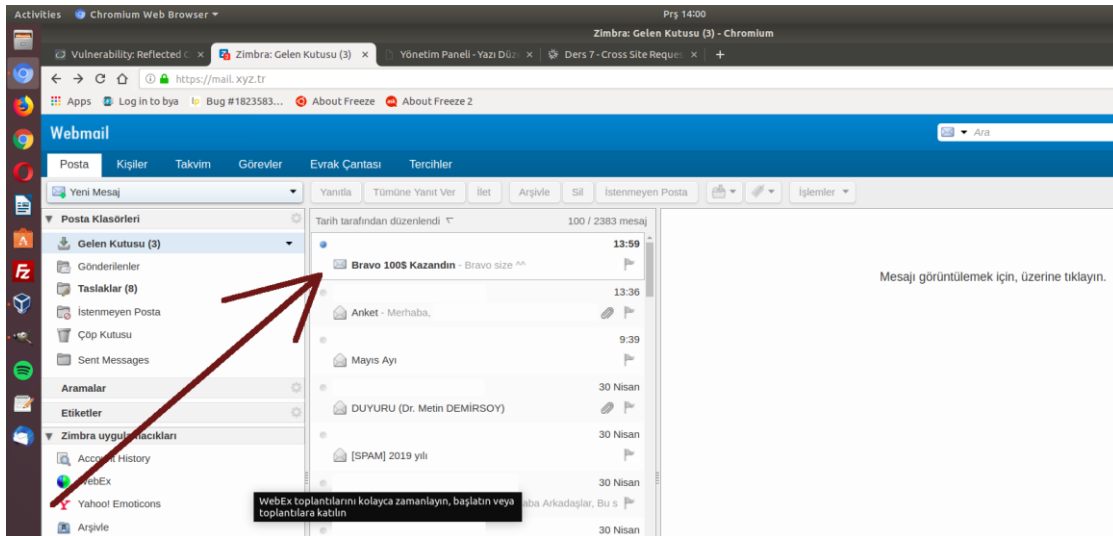 Activities Chromium Web Browser Prş 14:00
Zimbra: Gelen Kutusu (3) - Chromium
Vulnerability: Reflected C Zimbra: Gelen Kutusu (3) Yönetim Paneli - Yazı Düz Ders 7 - Cross Site Reques
https://mail.xyz.tr
Apps Log in to bya Bug #1823583... About Freeze About Freeze 2
Webmail Ara
Posta Kişiler Takvim Görevler Evrak Çantası Tercihler
Yeni Mesaj Yanıtla Tümüne Yanıt Ver İlet Arşivle Sil İstenmeyen Posta İşlemler
Posta Klasörleri
Tarih tarafından düzenlendi 100 / 2383 mesaj
Gelen Kutusu (3)
Gönderilenler
Taslaklar (8)
İstenmeyen Posta
Çöp Kutusu
Sent Messages
Aramalar
Etiketler
Zimbra uygulamacıkları
Account History
WebEx
Yahoo! Emoticons
Arşivle
13:59
Bravo 100$ Kazandın - Bravo size ^^
13:36
Anket - Merhaba,
9:39
Mayıs Ayı
30 Nisan
DUYURU (Dr. Metin DEMİRSOY)
30 Nisan
[SPAM] 2019 yılı
30 Nisan
aba Arkadaşlar, Bu s
30 Nisan
WebEx toplantılarını kolayca zamanlayın, başlatın veya
toplantılara katılın
Mesajı görüntülemek için, üzerine tıklayın.